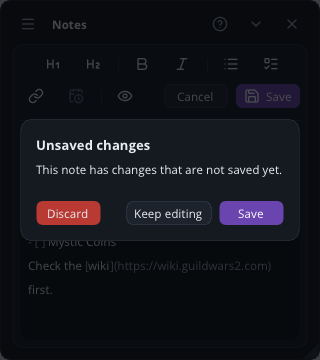 Notes
H1 H2 B I
Cancel Save
Unsaved changes
This note has changes that are not saved yet.
Discard Keep editing Save
- [ ] Mystic Coins
Check the [wiki](https://wiki.guildwars2.com)
first.